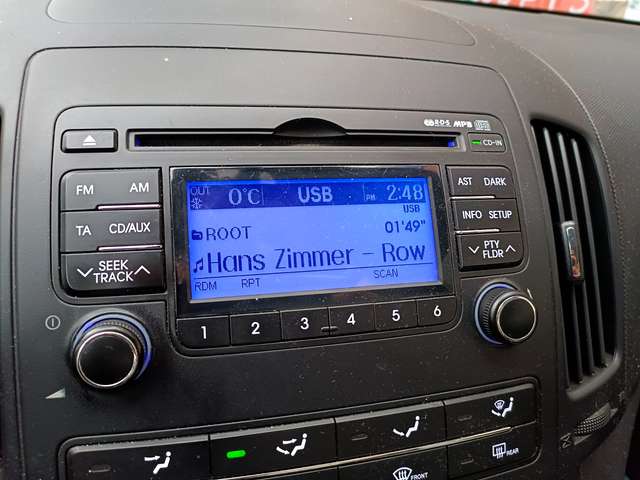 RDS MP3
CD-IN
FM AM
TA CD/AUX
SEEK
TRACK
OUT 0°C USB PM 2:48
USB
ROOT 01'49"
Hans Zimmer - Row
RDM RPT SCAN
AST DARK
INFO SETUP
PTY
FLDR
1 2 3 4 5 6
FRONT
REAR